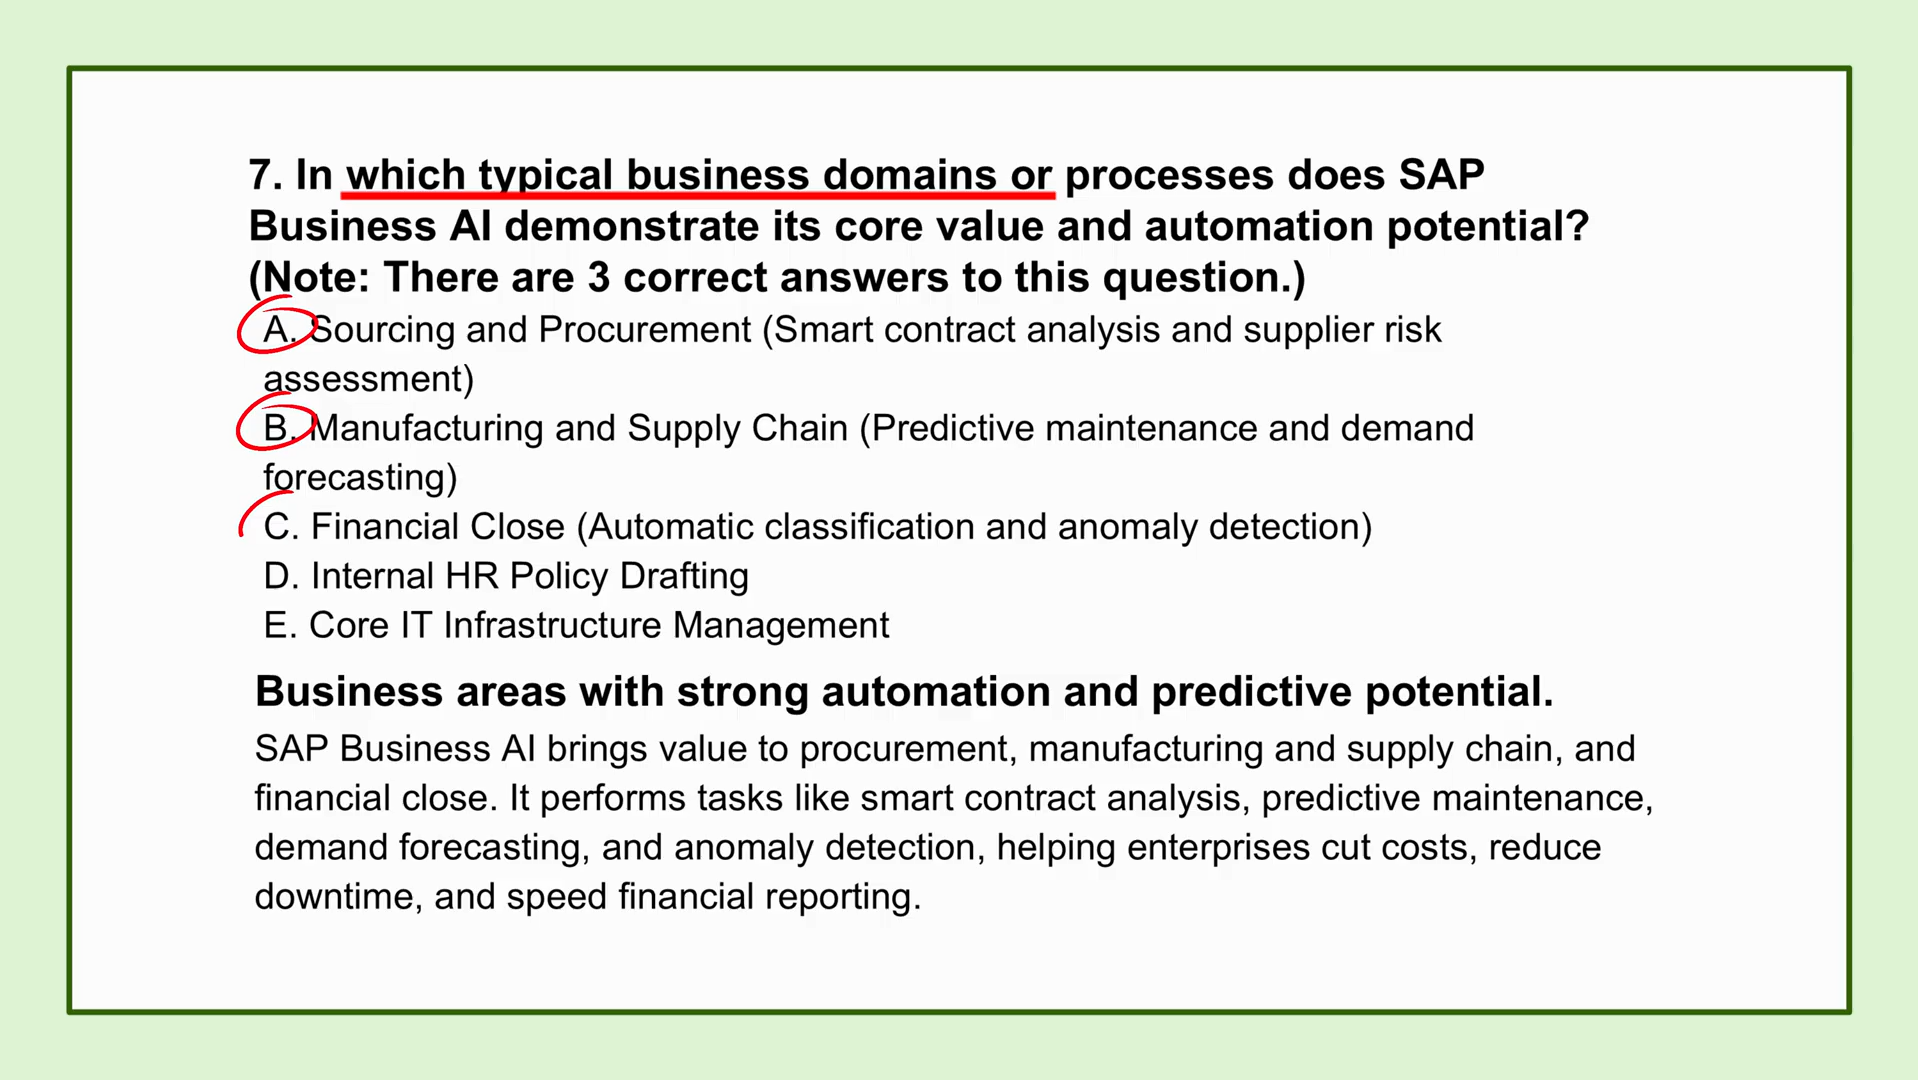 7. In which typical business domains or processes does SAP
Business AI demonstrate its core value and automation potential?
(Note: There are 3 correct answers to this question.)
A. Sourcing and Procurement (Smart contract analysis and supplier risk
assessment)
B. Manufacturing and Supply Chain (Predictive maintenance and demand
forecasting)
C. Financial Close (Automatic classification and anomaly detection)
D. Internal HR Policy Drafting
E. Core IT Infrastructure Management
Business areas with strong automation and predictive potential.
SAP Business AI brings value to procurement, manufacturing and supply chain, and
financial close. It performs tasks like smart contract analysis, predictive maintenance,
demand forecasting, and anomaly detection, helping enterprises cut costs, reduce
downtime, and speed financial reporting.